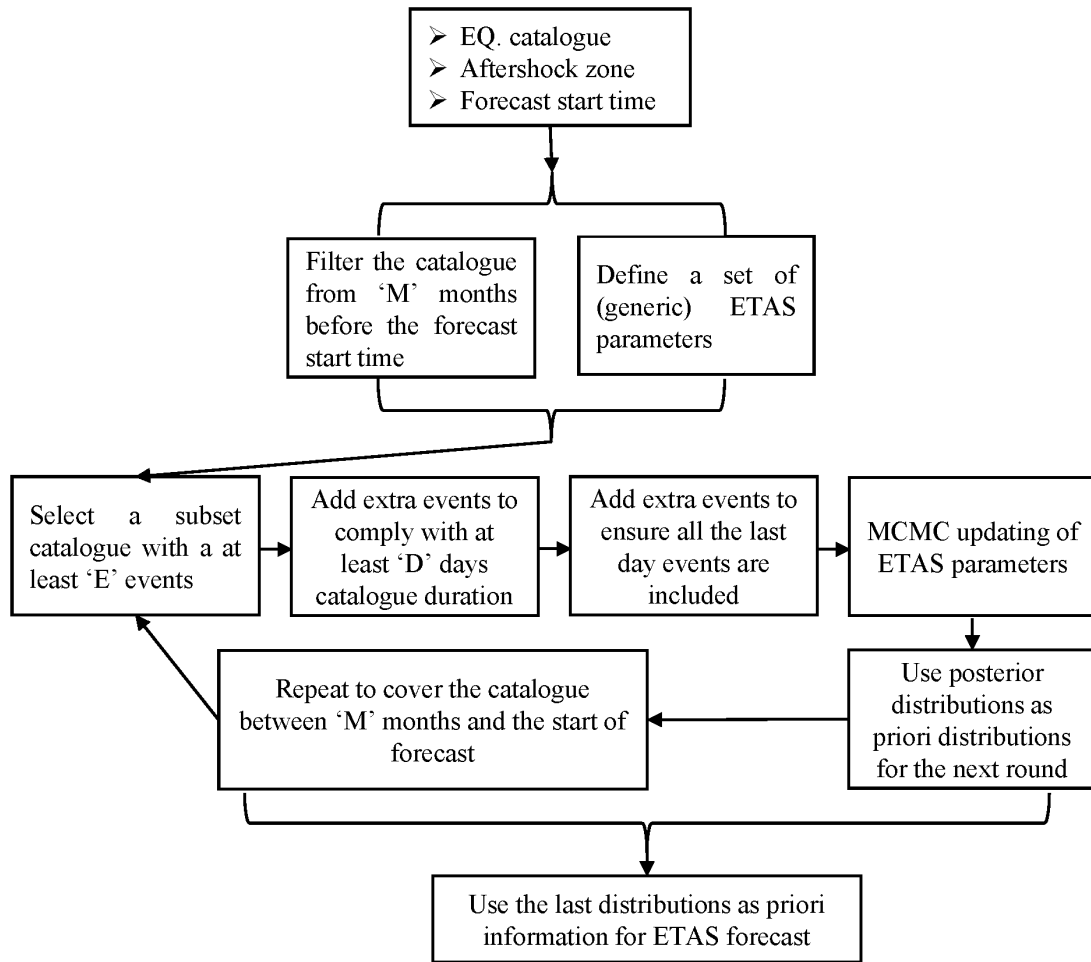 ➢ EQ. catalogue
➢ Aftershock zone
➢ Forecast start time
Filter the catalogue
from ‘M’ months
before the forecast
start time
Define a set of
(generic) ETAS
parameters
Select a subset
catalogue with a at
least ‘E’ events
Add extra events to
comply with at
least ‘D’ days
catalogue duration
Add extra events to
ensure all the last
day events are
included
MCMC updating of
ETAS parameters
Use posterior
distributions as
priori distributions
for the next round
Repeat to cover the catalogue
between ‘M’ months and the start of
forecast
Use the last distributions as priori
information for ETAS forecast